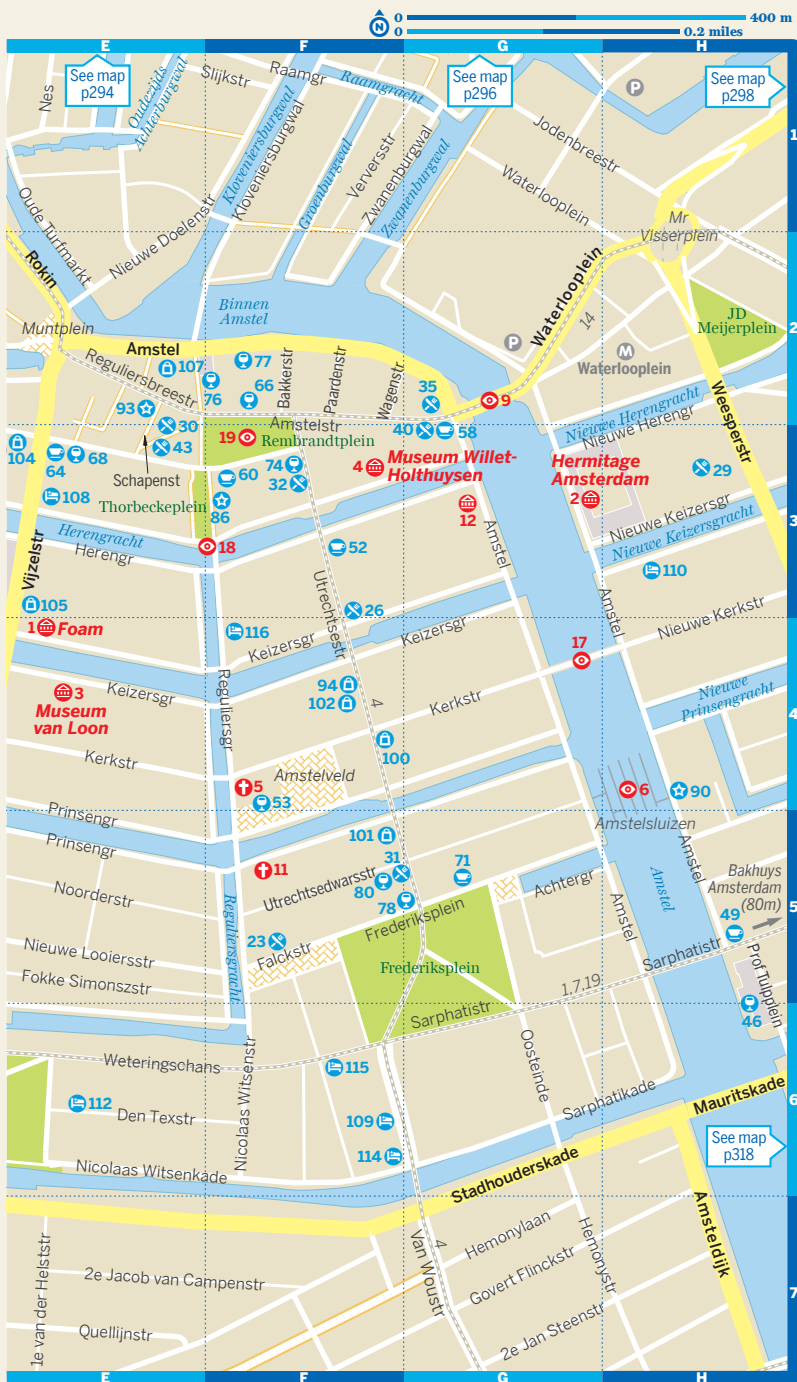 N
0
400 m
0
0.2 miles
E
F
G
H
See map
p294
See map
p296
See map
p298
Nes
Oudezijds
Achterburgwal
Slijkstr
Raamgr
Raamgracht
P
1
Kloveniersburgwal
Kloveniersburgwal
Groenburgwal
Verversstr
Zwanenburgwal
Zwanenburgwal
Jodenbreestr
Waterlooplein
Mr
Visserplein
Oude Turfmarkt
Nieuwe Doelenstr
Rokin
Binnen
Amstel
Waterlooplein
14
JD
Meijerplein
2
Muntplein
Amstel
P
M
Waterlooplein
Reguliersbreestr
107
77
Bakkerstr
Paardenstr
Wagenstr
35
9
Weesperstr
76
66
93
Amstelstr
Nieuwe Herengracht
Nieuwe Herengr
30
19
Rembrandtplein
40
58
104
64
68
43
74
4
Museum Willet-
Holthuysen
Hermitage
Amsterdam
2
29
Schapenst
60
32
108
Thorbeckeplein
86
12
Amstel
Nieuwe Keizersgr
Nieuwe Keizersgracht
3
Herengracht
Herengr
18
52
110
Vijzelstr
Utrechtsestr
Amstel
105
26
Nieuwe Kerkstr
1
Foam
116
Keizersgr
Keizersgr
17
Reguliersgr
94
Nieuwe
Prinsengracht
3
Museum
van Loon
Keizersgr
102
4
Kerkstr
4
Kerkstr
100
Amstelveld
5
53
6
90
Prinsengr
Amstelsluizen
Prinsengr
101
11
31
71
Amstel
Amstel
Bakhuys
Amsterdam
(80m)
Utrechtsedwarsstr
80
Achtergr
Noorderstr
Reguliersgracht
78
Amstel
49
5
Frederiksplein
23
Nieuwe Looiersstr
Falckstr
Frederiksplein
Sarphatistr
Prof Tulpplein
Fokke Simonszstr
1.7.19
46
Sarphatistr
Weteringschans
Nicolaas Witsenstr
115
Oosteinde
Sarphatikade
Mauritskade
6
112
Den Texstr
109
See map
p318
114
Nicolaas Witsenkade
Stadhouderskade
Amsteldijk
1e van der Helststr
4
Van Woustr
Hemonylaan
Hemonystr
2e Jacob van Campenstr
Govert Flinckstr
7
Quellijnstr
2e Jan Steenstr
E
F
G
H